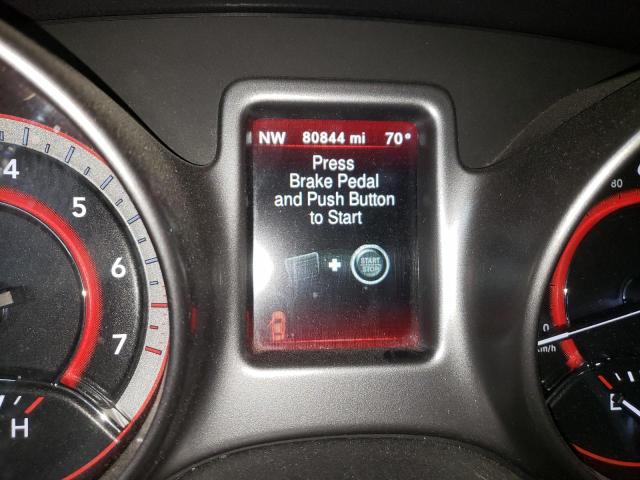 NW 80844 mi 70°
Press
Brake Pedal
and Push Button
to Start
+ START
STOP
4
5
6
7
H
80
0
E